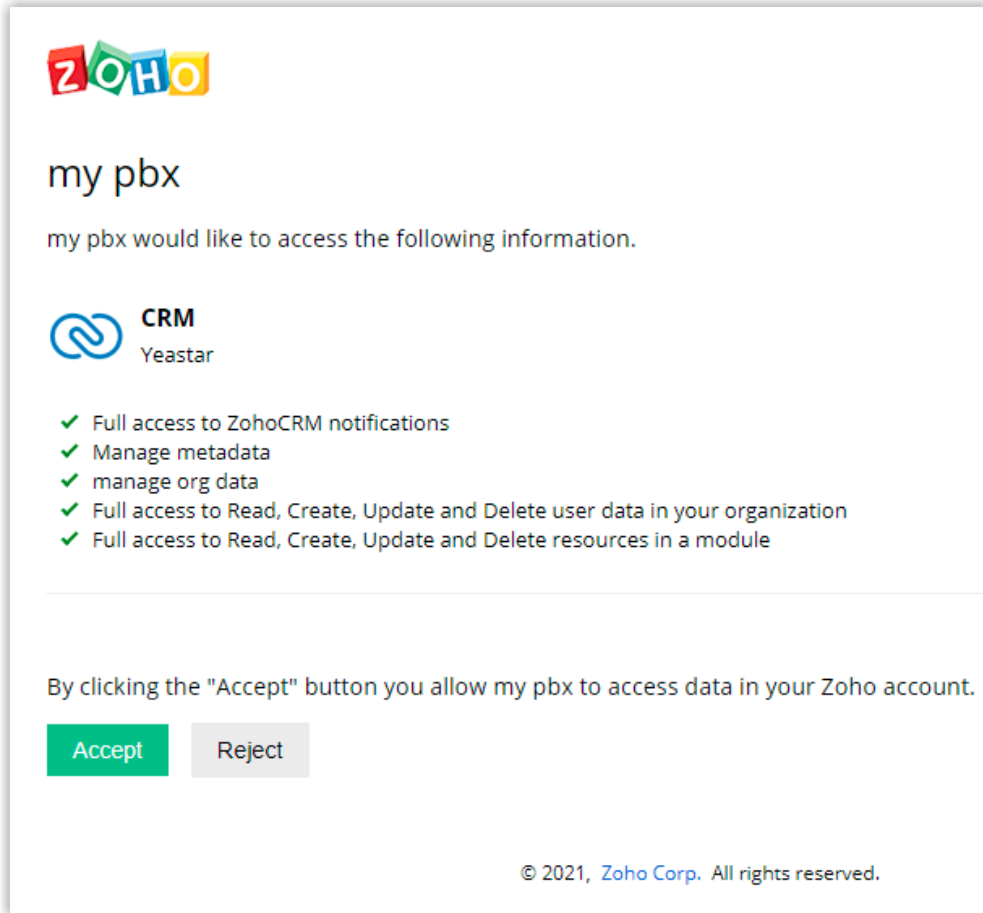 ZOHO
my pbx
my pbx would like to access the following information.
CRM
Yeastar
Full access to ZohoCRM notifications
Manage metadata
manage org data
Full access to Read, Create, Update and Delete user data in your organization
Full access to Read, Create, Update and Delete resources in a module
By clicking the "Accept" button you allow my pbx to access data in your Zoho account.
Accept Reject
© 2021, Zoho Corp. All rights reserved.